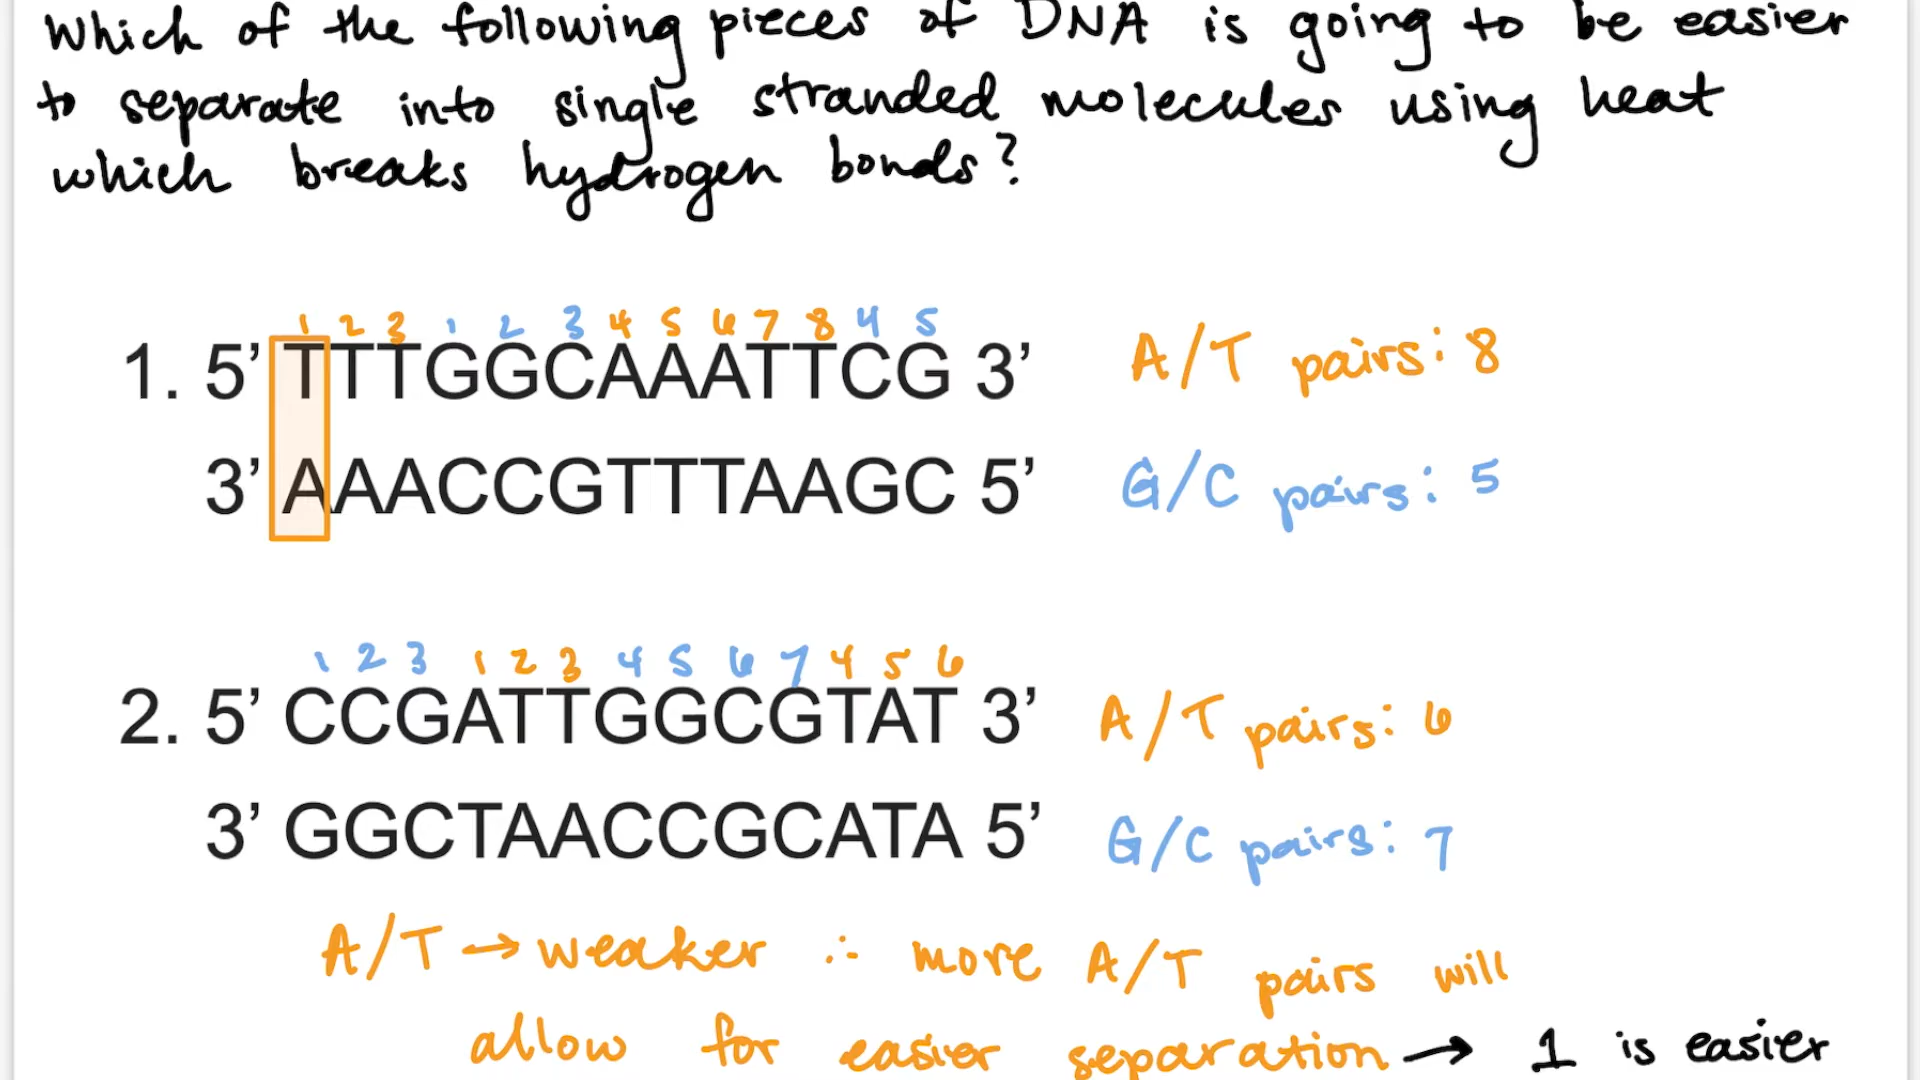 Which of the following pieces of DNA is going to be easier
to separate into single stranded molecules using heat
which breaks hydrogen bonds?
1 2 3 1 2 3 4 5 6 7 8 4 5
1. 5’ TTTGGCAAATTCG 3’ A/T pairs: 8
3’ AAACCGTTTAAGC 5’ G/C pairs: 5
1 2 3 1 2 3 4 5 6 7 4 5 6
2. 5’ CCGATTGGCGTAT 3’ A/T pairs: 6
3’ GGCTAACCGCATA 5’ G/C pairs: 7
A/T → weaker ∴ more A/T pairs will
allow for easier separation → 1 is easier